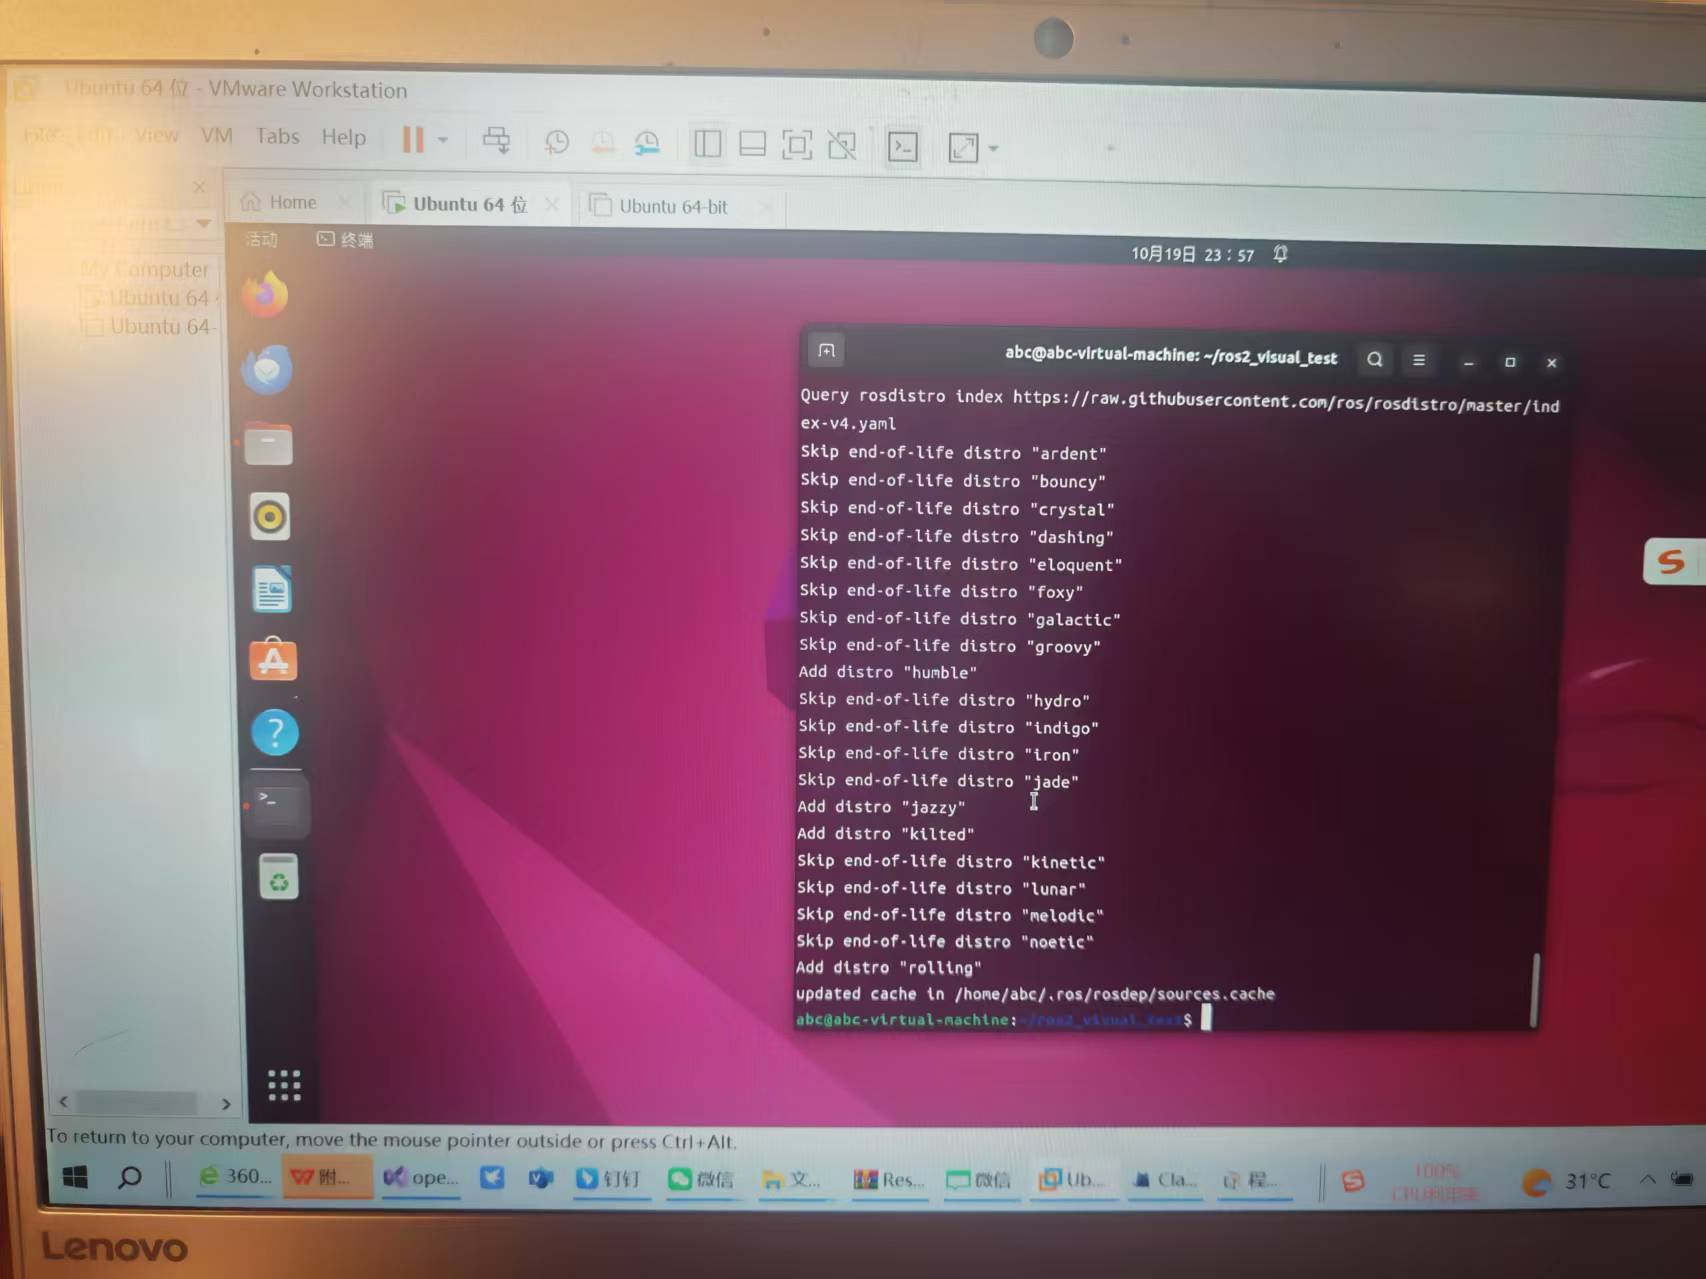 Ubuntu 64 位 - VMware Workstation
File Edit View VM Tabs Help
Home
Ubuntu 64 位
Ubuntu 64-bit
活动
终端
10月19日 23：57
My Computer
Ubuntu 64
Ubuntu 64-
abc@abc-virtual-machine: ~/ros2_visual_test
Query rosdistro index https://raw.githubusercontent.com/ros/rosdistro/master/ind
ex-v4.yaml
Skip end-of-life distro "ardent"
Skip end-of-life distro "bouncy"
Skip end-of-life distro "crystal"
Skip end-of-life distro "dashing"
Skip end-of-life distro "eloquent"
Skip end-of-life distro "foxy"
Skip end-of-life distro "galactic"
Skip end-of-life distro "groovy"
Add distro "humble"
Skip end-of-life distro "hydro"
Skip end-of-life distro "indigo"
Skip end-of-life distro "iron"
Skip end-of-life distro "jade"
Add distro "jazzy"
Add distro "kilted"
Skip end-of-life distro "kinetic"
Skip end-of-life distro "lunar"
Skip end-of-life distro "melodic"
Skip end-of-life distro "noetic"
Add distro "rolling"
updated cache in /home/abc/.ros/rosdep/sources.cache
abc@abc-virtual-machine:~/ros2_visual_test$
To return to your computer, move the mouse pointer outside or press Ctrl+Alt.
360...
附...
ope...
钉钉
微信
文...
Res...
微信
Ub...
Cla...
程...
100%
CPU利用率
31°C
Lenovo